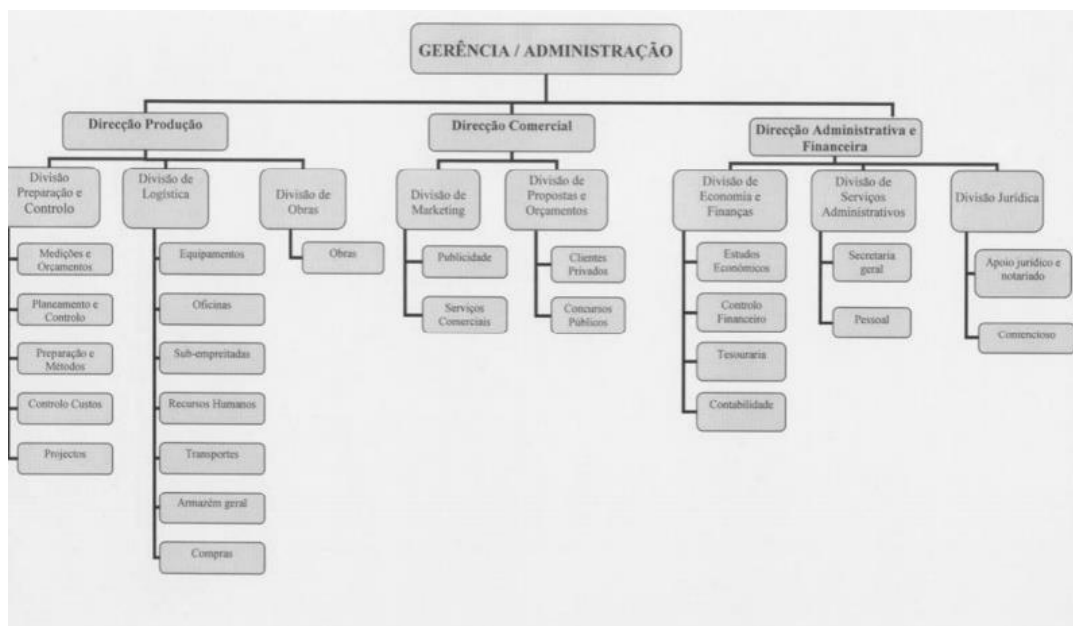 GERÊNCIA / ADMINISTRAÇÃO
Direcção Produção
Direcção Comercial
Direcção Administrativa e
Financeira
Divisão
Preparação e
Controlo
Divisão de
Logística
Divisão de
Obras
Divisão de
Marketing
Divisão de
Propostas e
Orçamentos
Divisão de
Economia e
Finanças
Divisão de
Serviços
Administrativos
Divisão Jurídica
Medições e
Orçamentos
Planeamento e
Controlo
Preparação e
Métodos
Controlo Custos
Projectos
Equipamentos
Oficinas
Sub-empreitadas
Recursos Humanos
Transportes
Armazém geral
Compras
Obras
Publicidade
Serviços
Comerciais
Clientes
Privados
Concursos
Públicos
Estudos
Económicos
Controlo
Financeiro
Tesouraria
Contabilidade
Secretaria
geral
Pessoal
Apoio jurídico e
notariado
Contencioso